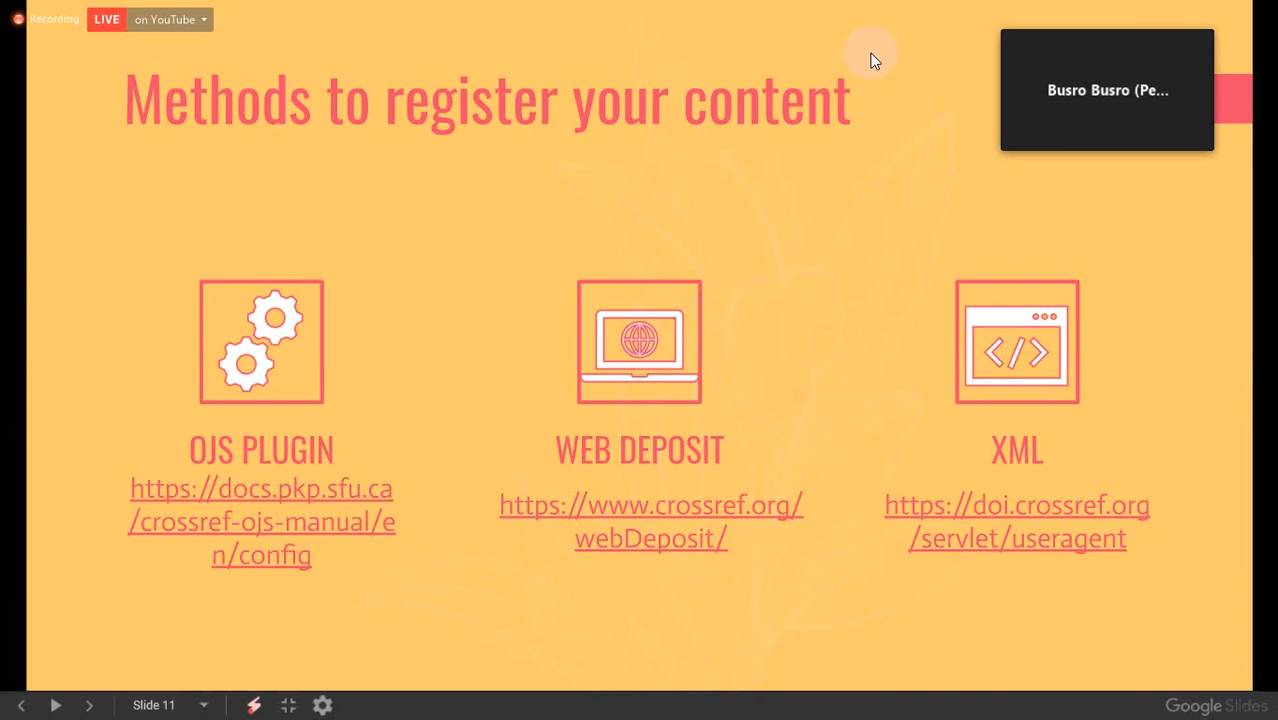 Recording
LIVE on YouTube
Methods to register your content
Busro Busro (Pe...
OJS PLUGIN
https://docs.pkp.sfu.ca
/crossref-ojs-manual/e
n/config
WEB DEPOSIT
https://www.crossref.org/
webDeposit/
XML
https://doi.crossref.org
/servlet/useragent
Slide 11
Google Slides